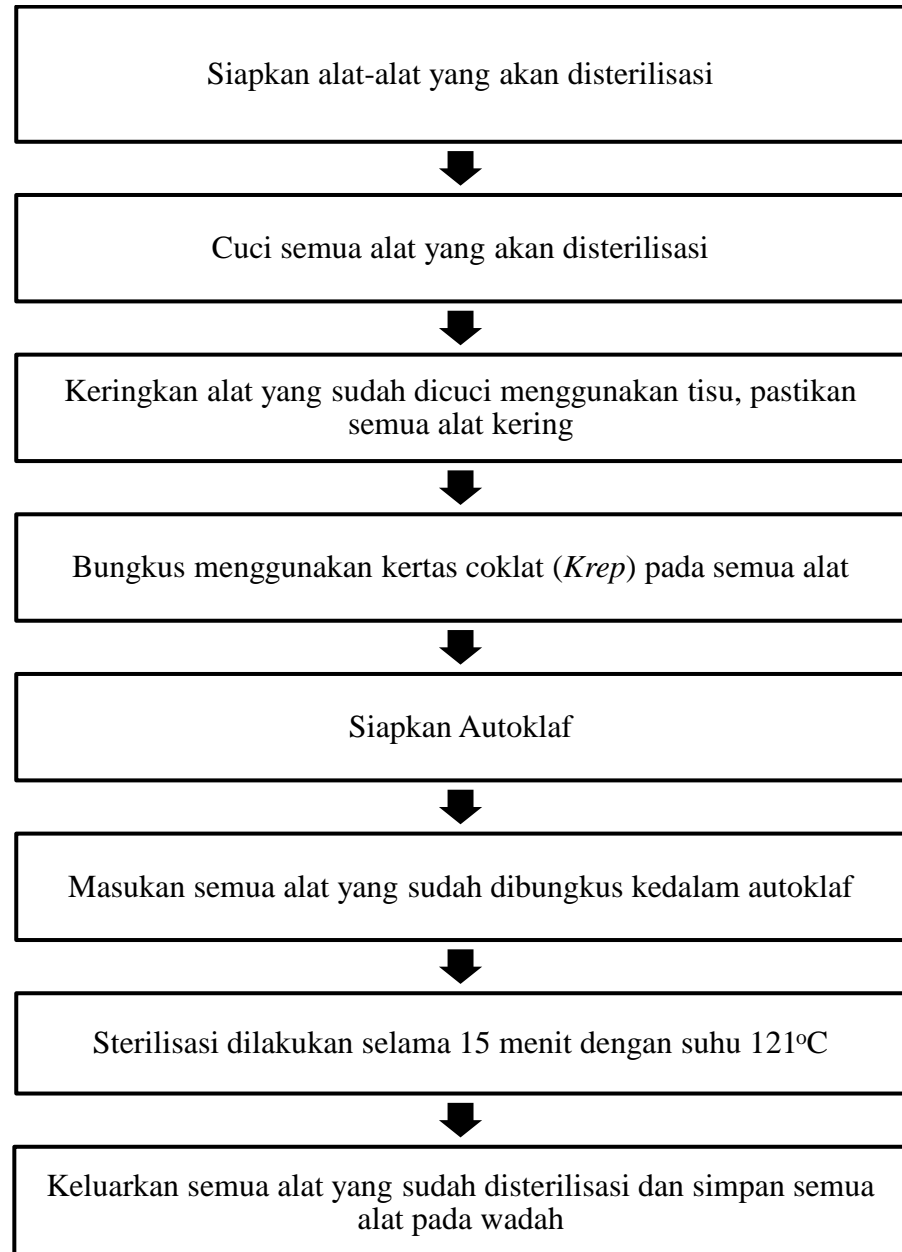 Siapkan alat-alat yang akan disterilisasi
Cuci semua alat yang akan disterilisasi
Keringkan alat yang sudah dicuci menggunakan tisu, pastikan
semua alat kering
Bungkus menggunakan kertas coklat (Krep) pada semua alat
Siapkan Autoklaf
Masukan semua alat yang sudah dibungkus kedalam autoklaf
Sterilisasi dilakukan selama 15 menit dengan suhu 121ᵒC
Keluarkan semua alat yang sudah disterilisasi dan simpan semua
alat pada wadah